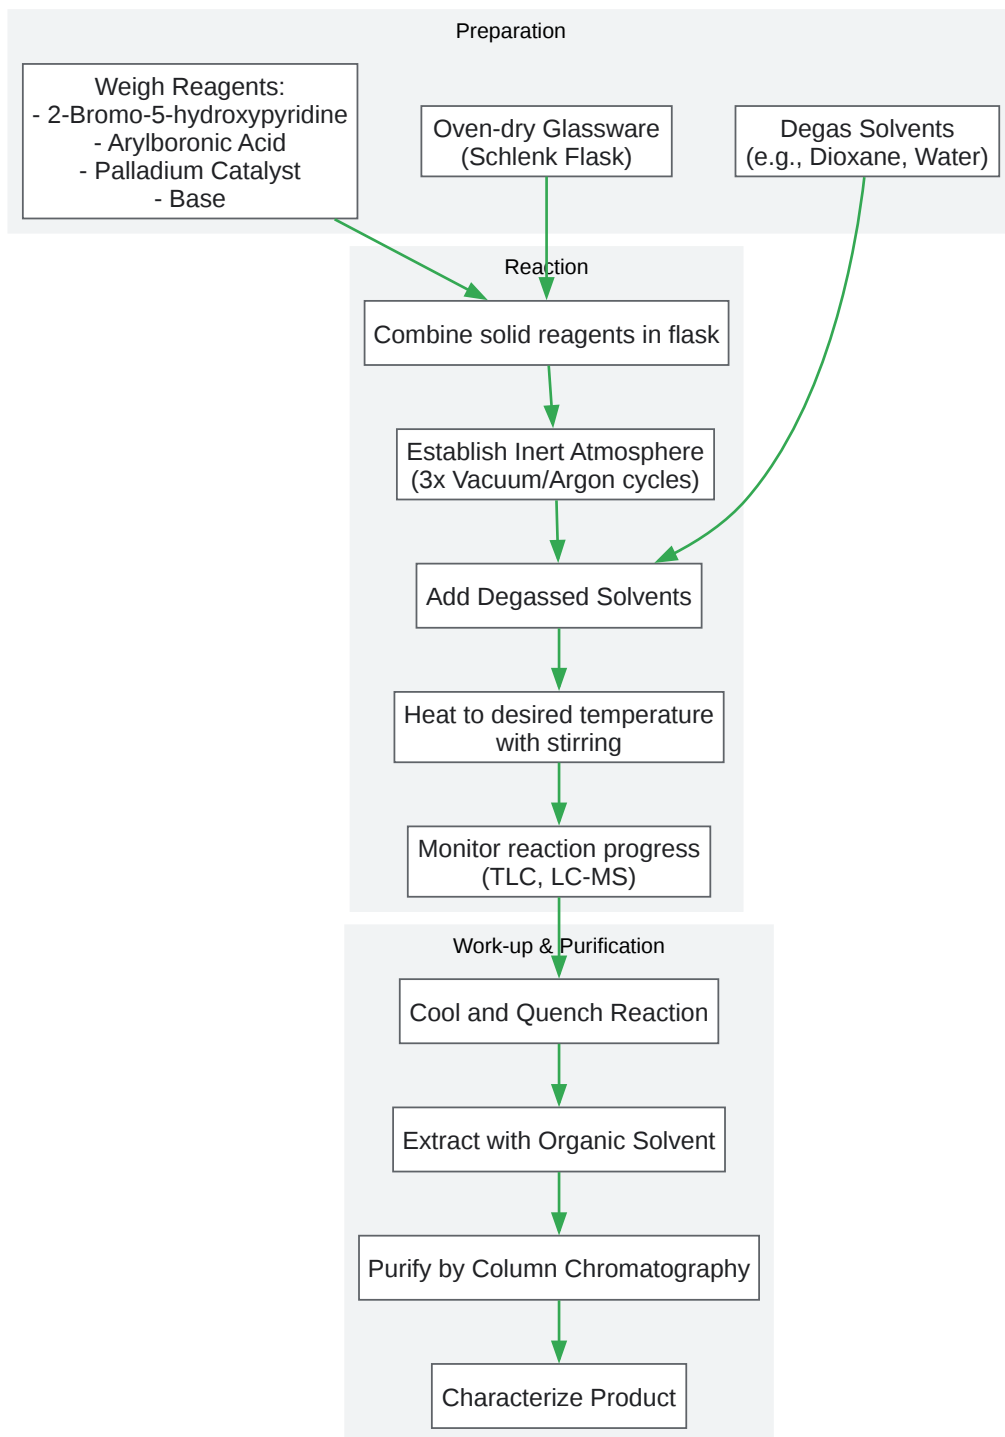 Preparation
Weigh Reagents:
- 2-Bromo-5-hydroxypyridine
- Arylboronic Acid
- Palladium Catalyst
- Base
Oven-dry Glassware
(Schlenk Flask)
Degas Solvents
(e.g., Dioxane, Water)
Reaction
Combine solid reagents in flask
Establish Inert Atmosphere
(3x Vacuum/Argon cycles)
Add Degassed Solvents
Heat to desired temperature
with stirring
Monitor reaction progress
(TLC, LC-MS)
Work-up & Purification
Cool and Quench Reaction
Extract with Organic Solvent
Purify by Column Chromatography
Characterize Product